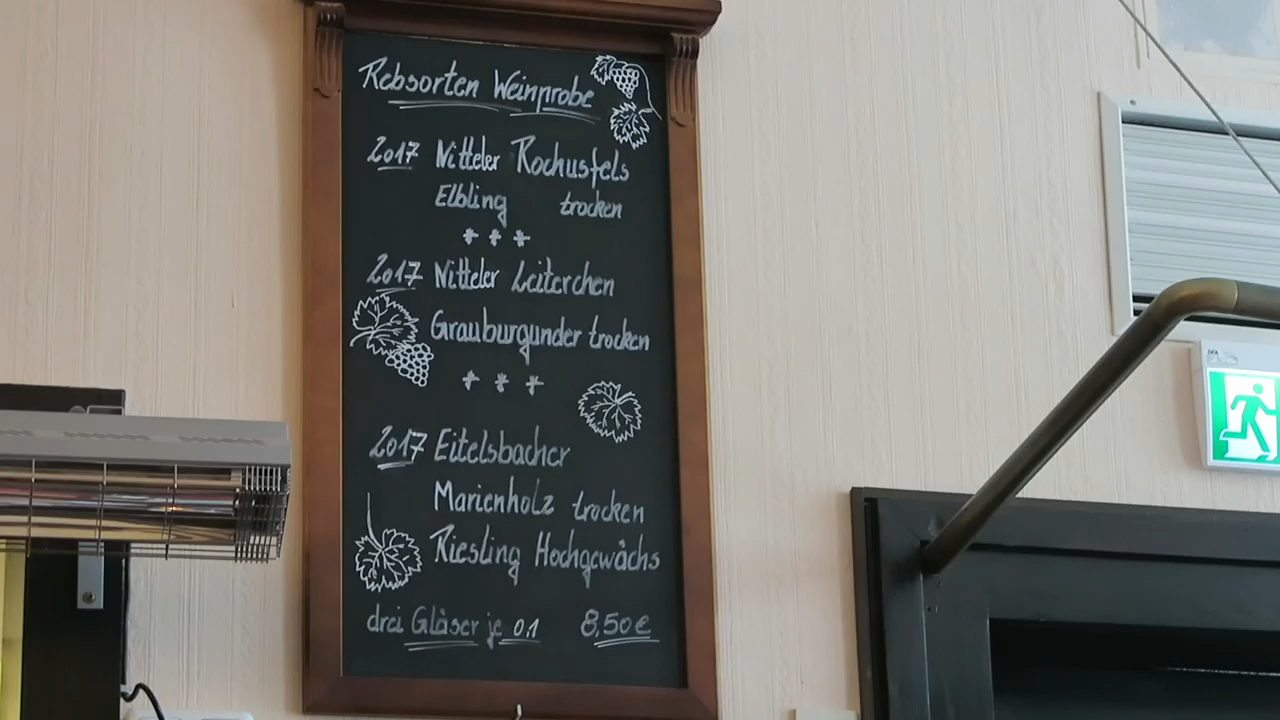 Rebsorten Weinprobe
2017 Nitteler Rochusfels
Elbling trocken
* * *
2017 Nitteler Leiterchen
Grauburgunder trocken
* * *
2017 Eitelsbacher
Marienholz trocken
Riesling Hochgewächs
drei Gläser je 0,1 8,50€